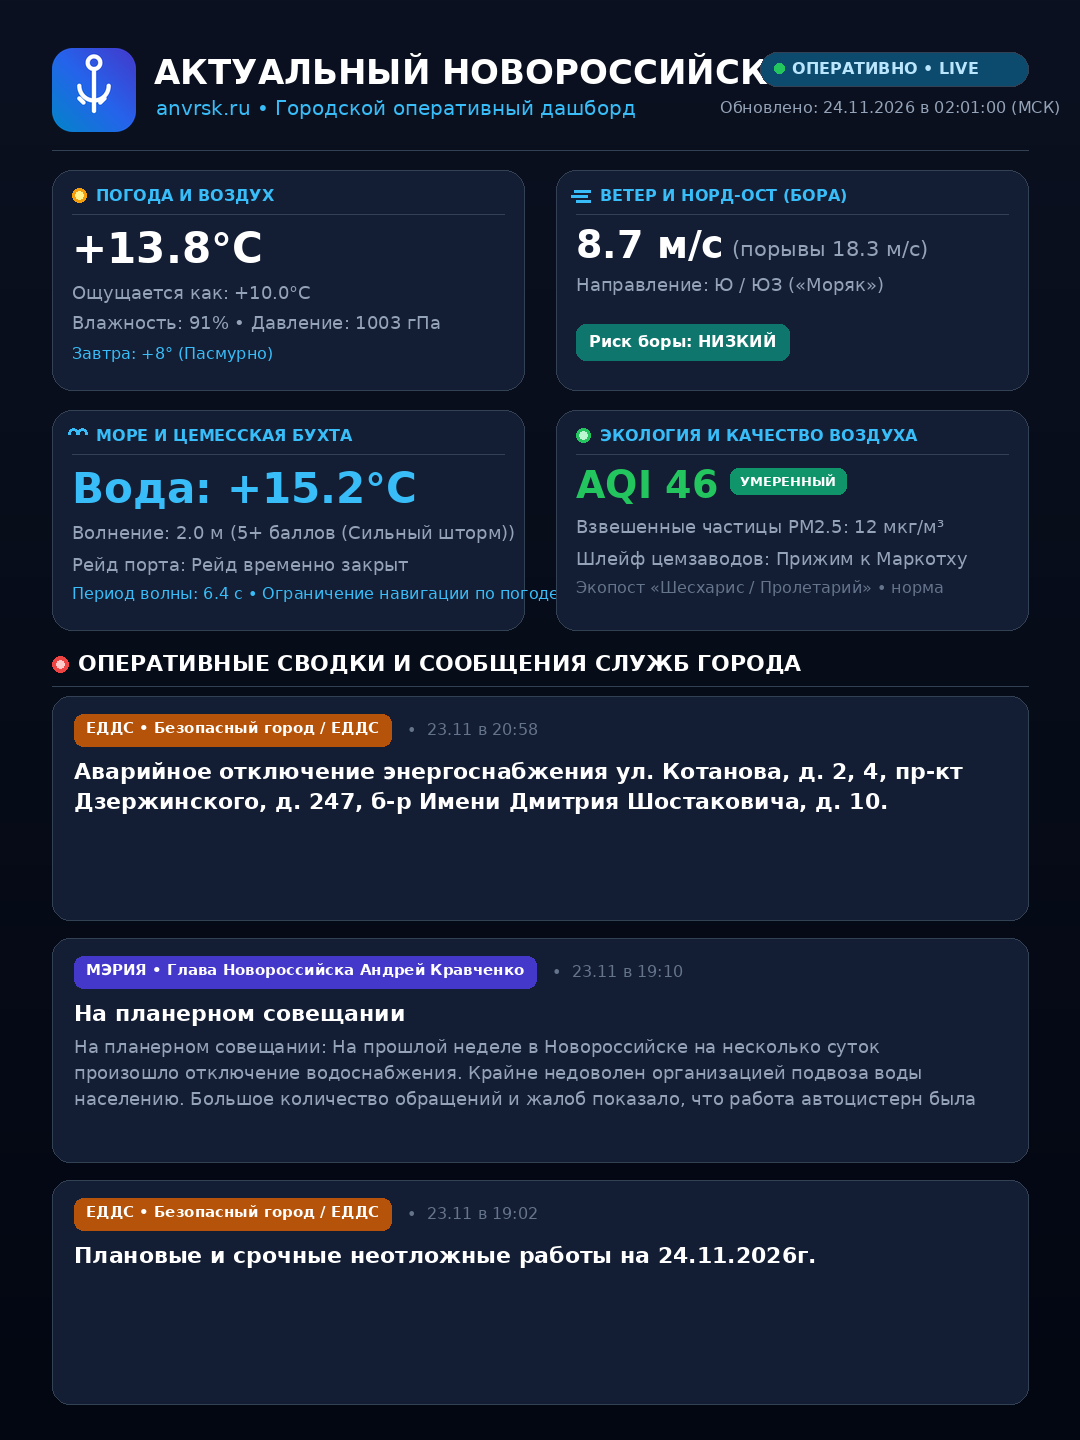 АКТУАЛЬНЫЙ НОВОРОССИЙСК
ОПЕРАТИВНО • LIVE
anvrsk.ru • Городской оперативный дашборд
Обновлено: 24.11.2026 в 02:01:00 (МСК)
ПОГОДА И ВОЗДУХ
+13.8°C
Ощущается как: +10.0°C
Влажность: 91% • Давление: 1003 гПа
Завтра: +8° (Пасмурно)
ВЕТЕР И НОРД-ОСТ (БОРА)
8.7 м/с (порывы 18.3 м/с)
Направление: Ю / ЮЗ («Моряк»)
Риск боры: НИЗКИЙ
МОРЕ И ЦЕМЕССКАЯ БУХТА
Вода: +15.2°C
Волнение: 2.0 м (5+ баллов (Сильный шторм))
Рейд порта: Рейд временно закрыт
Период волны: 6.4 с • Ограничение навигации по погоде
ЭКОЛОГИЯ И КАЧЕСТВО ВОЗДУХА
AQI 46 УМЕРЕННЫЙ
Взвешенные частицы PM2.5: 12 мкг/м³
Шлейф цемзаводов: Прижим к Маркотху
Экопост «Шесхарис / Пролетарий» • норма
ОПЕРАТИВНЫЕ СВОДКИ И СООБЩЕНИЯ СЛУЖБ ГОРОДА
ЕДДС • Безопасный город / ЕДДС • 23.11 в 20:58
Аварийное отключение энергоснабжения ул. Котанова, д. 2, 4, пр-кт
Дзержинского, д. 247, б-р Имени Дмитрия Шостаковича, д. 10.
МЭРИЯ • Глава Новороссийска Андрей Кравченко • 23.11 в 19:10
На планерном совещании
На планерном совещании: На прошлой неделе в Новороссийске на несколько суток
произошло отключение водоснабжения. Крайне недоволен организацией подвоза воды
населению. Большое количество обращений и жалоб показало, что работа автоцистерн была
ЕДДС • Безопасный город / ЕДДС • 23.11 в 19:02
Плановые и срочные неотложные работы на 24.11.2026г.